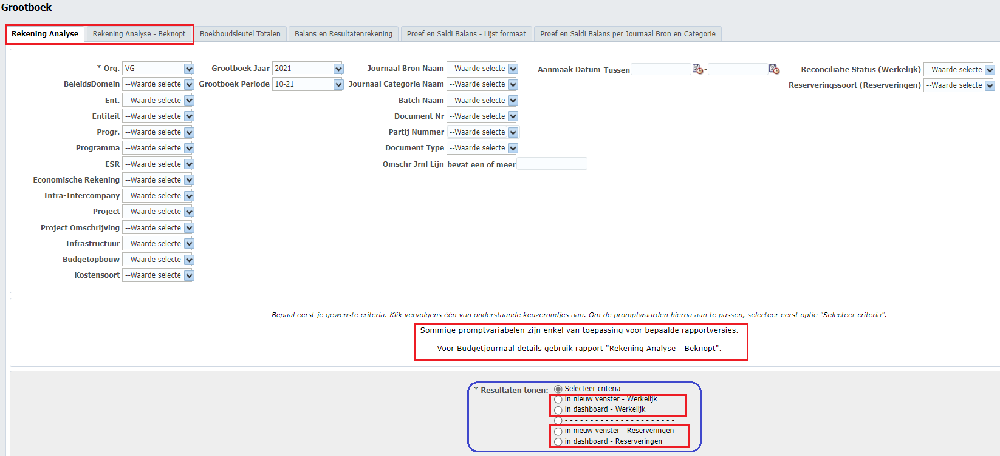 Grootboek
Rekening Analyse
Rekening Analyse - Beknopt
Boekhoudsleutel Totalen
Balans en Resultatenrekening
Proef en Saldi Balans - Lijst formaat
Proef en Saldi Balans per Journaal Bron en Categorie
* Org. VG
BeleidsDomein --Waarde selecte
Ent. --Waarde selecte
Entiteit --Waarde selecte
Progr. --Waarde selecte
Programma --Waarde selecte
ESR --Waarde selecte
Economische Rekening --Waarde selecte
Intra-Intercompany --Waarde selecte
Project --Waarde selecte
Project Omschrijving --Waarde selecte
Infrastructuur --Waarde selecte
Budgetopbouw --Waarde selecte
Kostensoort --Waarde selecte
Grootboek Jaar 2021
Grootboek Periode 10-21
Journaal Bron Naam --Waarde selecte
Journaal Categorie Naam --Waarde selecte
Batch Naam --Waarde selecte
Document Nr --Waarde selecte
Partij Nummer --Waarde selecte
Document Type --Waarde selecte
Omschr Jrnl Lijn bevat een of meer
Aanmaak Datum Tussen -
Reconciliatie Status (Werkelijk) --Waarde selecte
Reserveringssoort (Reserveringen) --Waarde selecte
Bepaal eerst je gewenste criteria. Klik vervolgens één van onderstaande keuzerondjes aan. Om de promptwaarden hierna aan te passen, selecteer eerst optie "Selecteer criteria".
Sommige promptvariabelen zijn enkel van toepassing voor bepaalde rapportversies.
Voor Budgetjournaal details gebruik rapport "Rekening Analyse - Beknopt".
* Resultaten tonen: Selecteer criteria
in nieuw venster - Werkelijk
in dashboard - Werkelijk
- - - - - - - - - - - - - - - - - - - - - - -
in nieuw venster - Reserveringen
in dashboard - Reserveringen